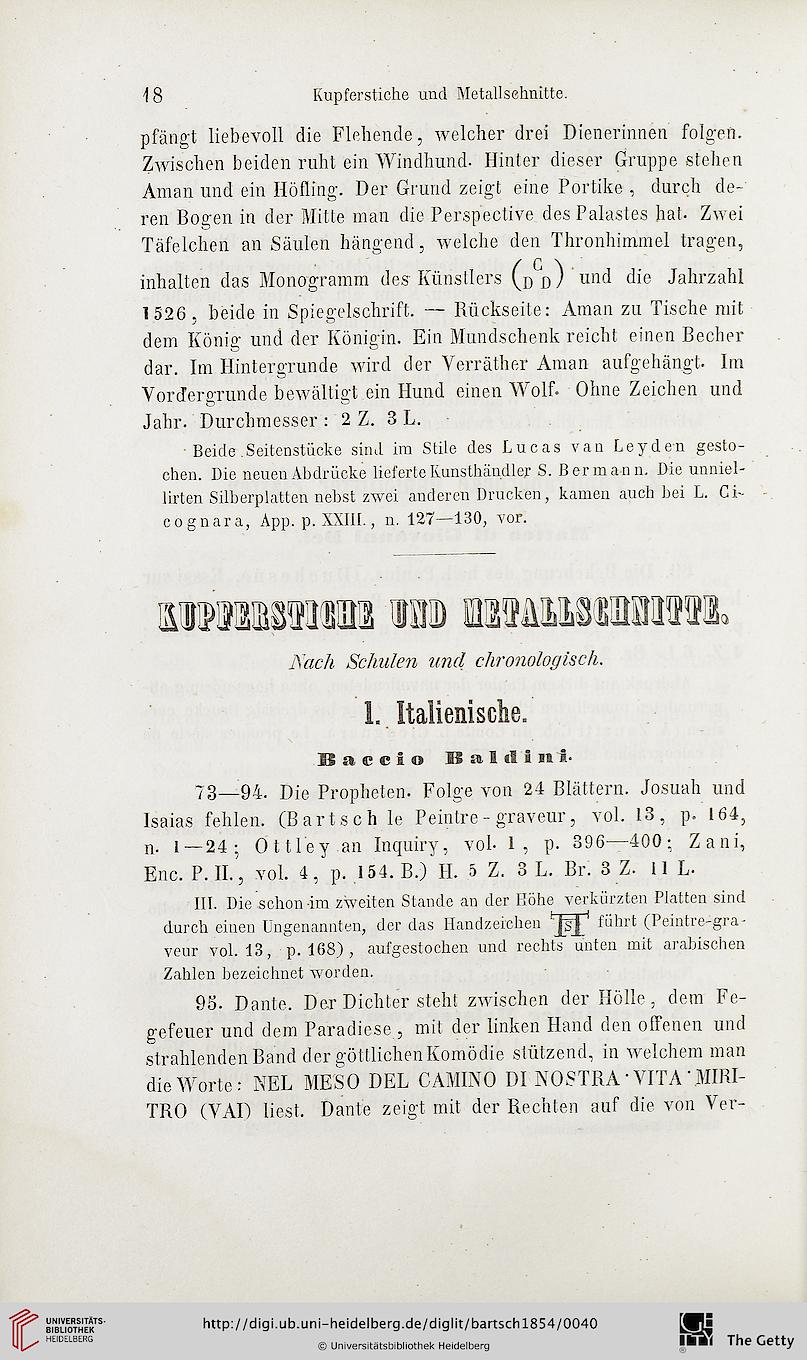 18 Kupferstiche und Metallschnitte.
pfängt liebevoll die Flehende, welcher drei Dienerinnen folgen.
Zwischen beiden ruht ein Windhund. Hinter dieser Gruppe stehen
Aman und ein Höfling. Der Grund zeigt eine Portike, durch de-
ren Bogen in der Mitte man die Perspective des Palastes hat. Zwei
Täfelchen an Säulen hängend, welche den Thronhimmel tragen,
inhalten das Monogramm des Künstlers (D G D) und die Jahrzahl
1526, beide in Spiegelschrift. — Rückseite: Aman zu Tische mit
dem König und der Königin. Ein Mundschenk reicht einen Becher
dar. Im Hintergrunde wird der Verräther Aman aufgehängt. Im
Vordergrunde bewältigt ein Hund einen Wolf. Ohne Zeichen und
Jahr. Durchmesser: 2 Z. 3 L.
Beide Seitenstücke sind im Stile des Lucas van Leyden gesto-
chen. Die neuen Abdrücke lieferte Kunsthändler S. Bermann. Die unniel-
lirten Silberplatten nebst zwei anderen Drucken, kamen auch bei L. Ci-
cognara, App. p. XXIII., n. 127—130, vor.
KUPFERSTICHE UND METALLSCHNITTE.
Nach Schulen und chronologisch.
1. Italienische.
Baccio Baldini.
73—94. Die Propheten. Folge von 24 Blättern. Josuah und
Isaias fehlen. (Bartsch le Peintre-graveur, vol. 13, p. 164,
n. 1—24; Ottley an Inquiry, vol. 1, p. 396—400; Zani,
Enc. P. II., vol. 4, p. 154. B.) H. 5 Z. 3 L. Br. 3 Z. 11 L.
III. Die schon im zweiten Stande an der Höhe verkürzten Platten sind
durch einen Ungenannten, der das Handzeichen führt (Peintre-gra-
veur vol. 13, p. 168), aufgestochen und rechts unten mit arabischen
Zahlen bezeichnet worden.
95. Dante. Der Dichter steht zwischen der Hölle, dem Fe-
gefeuer und dem Paradiese, mit der linken Hand den offenen und
strahlenden Band der göttlichen Komödie stützend, in welchem man
die Worte: NEL MESO DEL CAMINO DI NOSTRA·VITA·MIRI-
TRO (VAI) liest. Dante zeigt mit der Rechten auf die von Ver-
UNIVERSITÄTS-
BIBLIOTHEK
HEIDELBERG
http://digi.ub.uni-heidelberg.de/diglit/bartsch1854/0040
© Universitätsbibliothek Heidelberg
The Getty